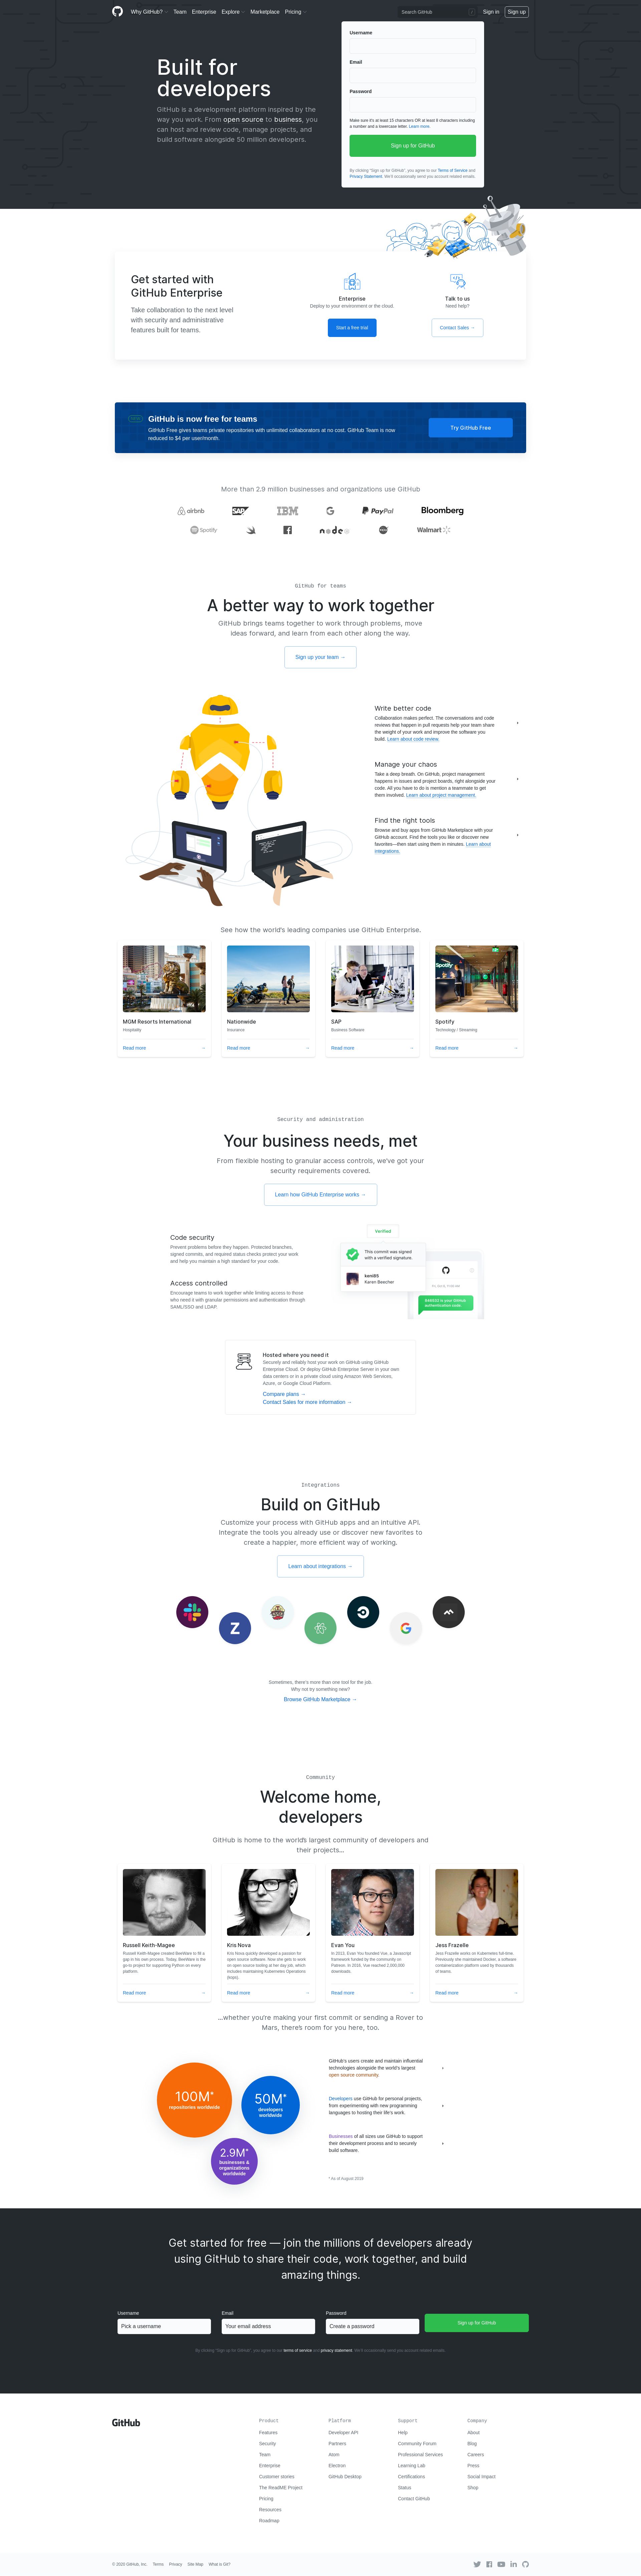 Why GitHub?
Team
Enterprise
Explore
Marketplace
Pricing
Search GitHub
/
Sign in
Sign up
Built for
developers
GitHub is a development platform inspired by the
way you work. From open source to business, you
can host and review code, manage projects, and
build software alongside 50 million developers.
Username
Email
Password
Make sure it's at least 15 characters OR at least 8 characters including
a number and a lowercase letter. Learn more.
Sign up for GitHub
By clicking "Sign up for GitHub", you agree to our Terms of Service and
Privacy Statement. We'll occasionally send you account related emails.
Get started with
GitHub Enterprise
Take collaboration to the next level
with security and administrative
features built for teams.
Enterprise
Deploy to your environment or the cloud.
Start a free trial
Talk to us
Need help?
Contact Sales →
GitHub is now free for teams
GitHub Free gives teams private repositories with unlimited collaborators at no cost. GitHub Team is now
reduced to $4 per user/month.
Try GitHub Free
More than 2.9 million businesses and organizations use GitHub
airbnb
SAP
IBM
G
PayPal
Bloomberg
Spotify
node
NASA
Walmart
GitHub for teams
A better way to work together
GitHub brings teams together to work through problems, move
ideas forward, and learn from each other along the way.
Sign up your team →
Write better code
Collaboration makes perfect. The conversations and code
reviews that happen in pull requests help your team share
the weight of your work and improve the software you
build. Learn about code review.
Manage your chaos
Take a deep breath. On GitHub, project management
happens in issues and project boards, right alongside your
code. All you have to do is mention a teammate to get
them involved. Learn about project management.
Find the right tools
Browse and buy apps from GitHub Marketplace with your
GitHub account. Find the tools you like or discover new
favorites—then start using them in minutes. Learn about
integrations.
See how the world's leading companies use GitHub Enterprise.
Spotify
MGM Resorts International
Hospitality
Read more →
Nationwide
Insurance
Read more →
SAP
Business Software
Read more →
Spotify
Technology / Streaming
Read more →
Security and administration
Your business needs, met
From flexible hosting to granular access controls, we've got your
security requirements covered.
Learn how GitHub Enterprise works →
Code security
Prevent problems before they happen. Protected branches,
signed commits, and required status checks protect your work
and help you maintain a high standard for your code.
Access controlled
Encourage teams to work together while limiting access to those
who need it with granular permissions and authentication through
SAML/SSO and LDAP.
Verified
This commit was signed
with a verified signature.
kent85
Karen Beecher
is your GitHub
authentication code.
Hosted where you need it
Securely and reliably host your work on GitHub using GitHub
Enterprise Cloud. Or deploy GitHub Enterprise Server in your own
data centers or in a private cloud using Amazon Web Services,
Azure, or Google Cloud Platform.
Compare plans →
Contact Sales for more information →
Integrations
Build on GitHub
Customize your process with GitHub apps and an intuitive API.
Integrate the tools you already use or discover new favorites to
create a happier, more efficient way of working.
Learn about integrations →
Z
G
Sometimes, there's more than one tool for the job.
Why not try something new?
Browse GitHub Marketplace →
Community
Welcome home,
developers
GitHub is home to the world's largest community of developers and
their projects...
Russell Keith-Magee
Russell Keith-Magee created BeeWare to fill a
gap in his own process. Today, BeeWare is the
go-to project for supporting Python on every
platform.
Read more →
Kris Nova
Kris Nova quickly developed a passion for
open source software. Now she gets to work
on open source tooling at her day job, which
includes maintaining Kubernetes Operations
(kops).
Read more →
Evan You
In 2013, Evan You founded Vue, a Javascript
framework funded by the community on
Patreon. In 2016, Vue reached 2,000,000
downloads.
Read more →
Jess Frazelle
Jess Frazelle works on Kubernetes full-time.
Previously she maintained Docker, a software
containerization platform used by thousands
of teams.
Read more →
...whether you're making your first commit or sending a Rover to
Mars, there's room for you here, too.
100M*
repositories worldwide
50M*
developers
worldwide
2.9M*
businesses &
organizations
worldwide
GitHub's users create and maintain influential
technologies alongside the world's largest
open source community.
Developers use GitHub for personal projects,
from experimenting with new programming
languages to hosting their life's work.
Businesses of all sizes use GitHub to support
their development process and to securely
build software.
* As of August 2019
Get started for free — join the millions of developers already
using GitHub to share their code, work together, and build
amazing things.
Username
Pick a username
Email
Your email address
Password
Create a password
Sign up for GitHub
By clicking "Sign up for GitHub", you agree to our terms of service and privacy statement. We'll occasionally send you account related emails.
GitHub
Product
Features
Security
Team
Enterprise
Customer stories
The ReadME Project
Pricing
Resources
Roadmap
Platform
Developer API
Partners
Atom
Electron
GitHub Desktop
Support
Help
Community Forum
Professional Services
Learning Lab
Certifications
Status
Contact GitHub
Company
About
Blog
Careers
Press
Social Impact
Shop
© 2020 GitHub, Inc.
Terms
Privacy
Site Map
What is Git?